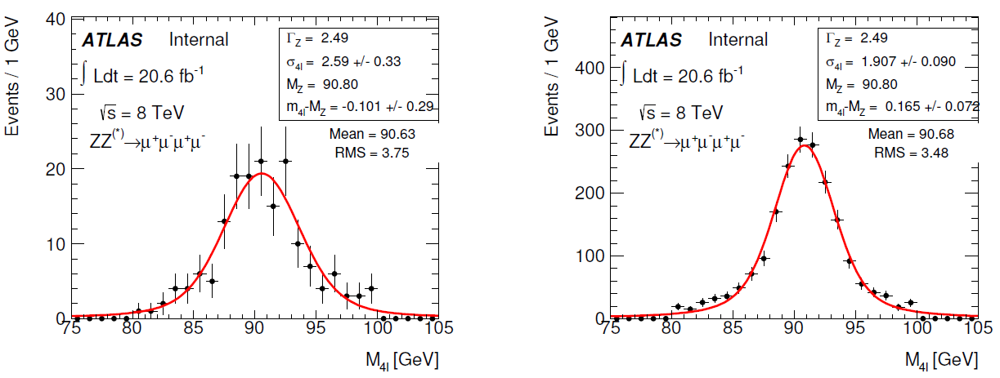 Events / 1 GeV
40
30
20
10
0
ATLAS Internal
∫ Ldt = 20.6 fb⁻¹
√s = 8 TeV
ZZ⁽*⁾→μ⁺μ⁻μ⁺μ⁻
Γ_Z = 2.49
σ_4l = 2.59 +/- 0.33
M_Z = 90.80
m_4l-M_Z = -0.101 +/- 0.29
Mean = 90.63
RMS = 3.75
75 80 85 90 95 100 105
M_4l [GeV]
Events / 1 GeV
400
300
200
100
0
ATLAS Internal
∫ Ldt = 20.6 fb⁻¹
√s = 8 TeV
ZZ⁽*⁾→μ⁺μ⁻μ⁺μ⁻
Γ_Z = 2.49
σ_4l = 1.907 +/- 0.090
M_Z = 90.80
m_4l-M_Z = 0.165 +/- 0.072
Mean = 90.68
RMS = 3.48
75 80 85 90 95 100 105
M_4l [GeV]